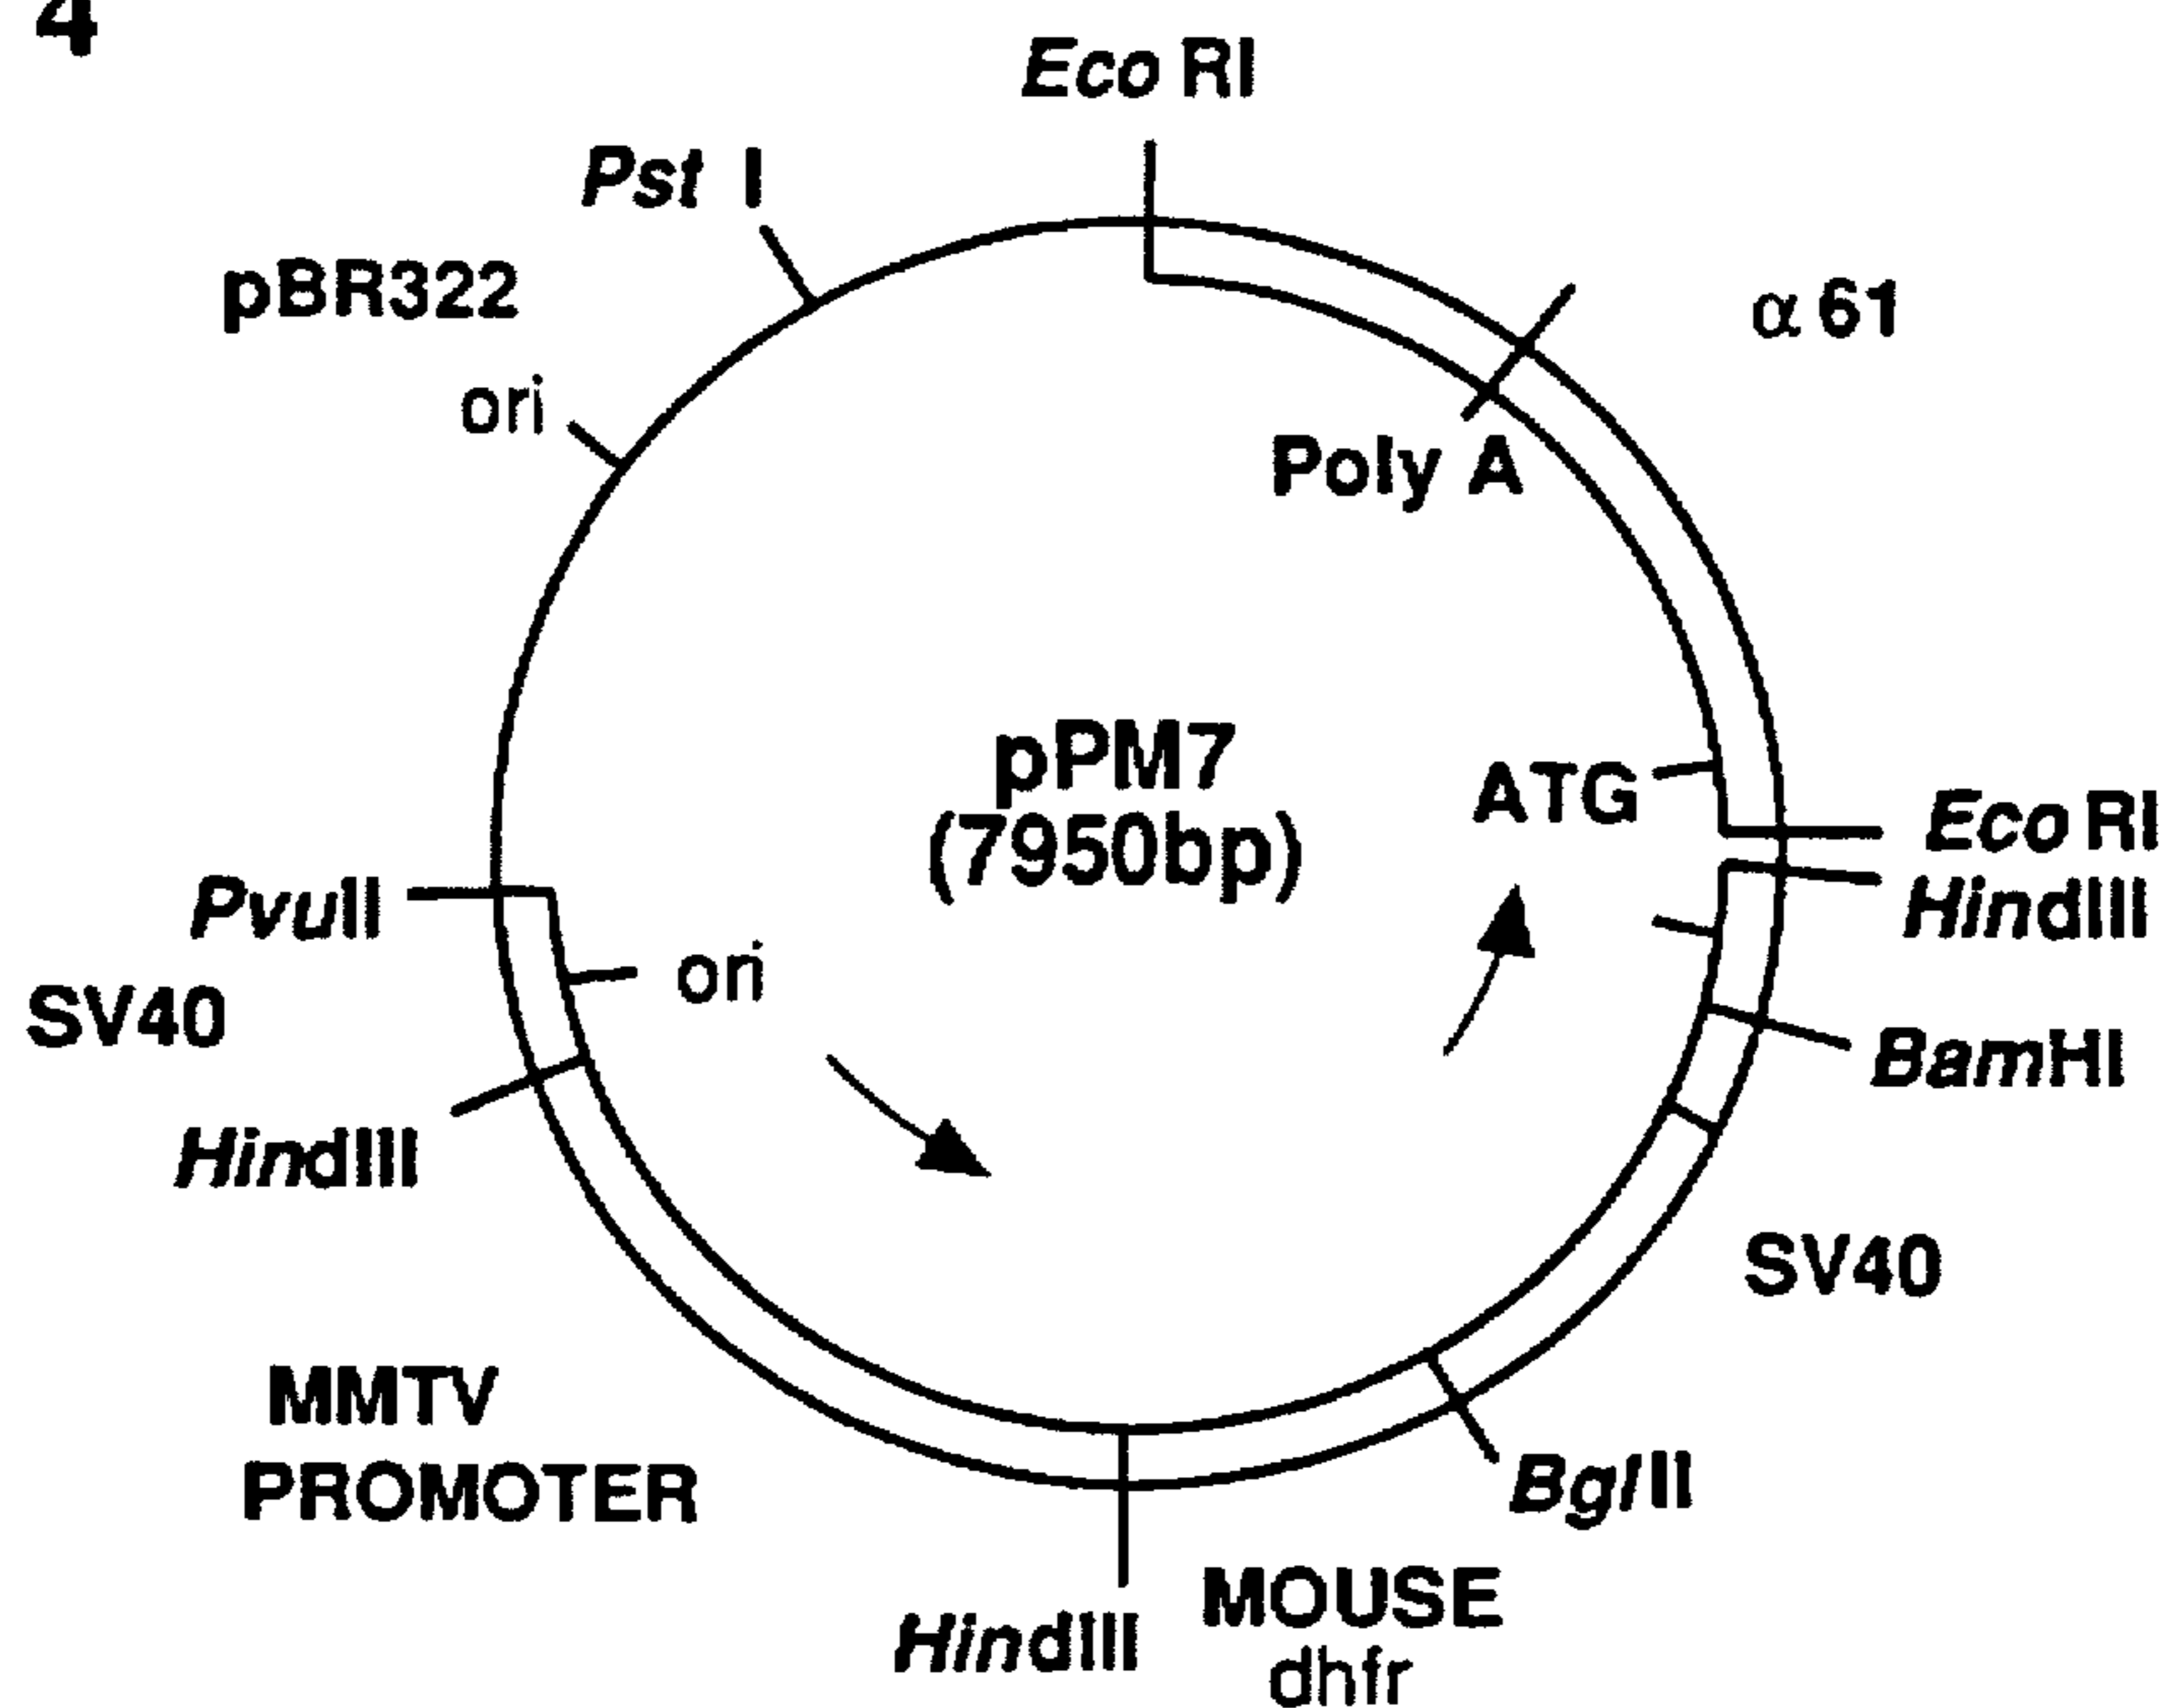 4
Eco RI
Pst I
pBR322
α 61
ori
Poly A
pPM7
(7950bp)
ATG
Eco RI
PvuII
HindIII
ori
SV40
BamHI
HindIII
SV40
MMTV
PROMOTER
BglII
MOUSE
HindIII
dhfr